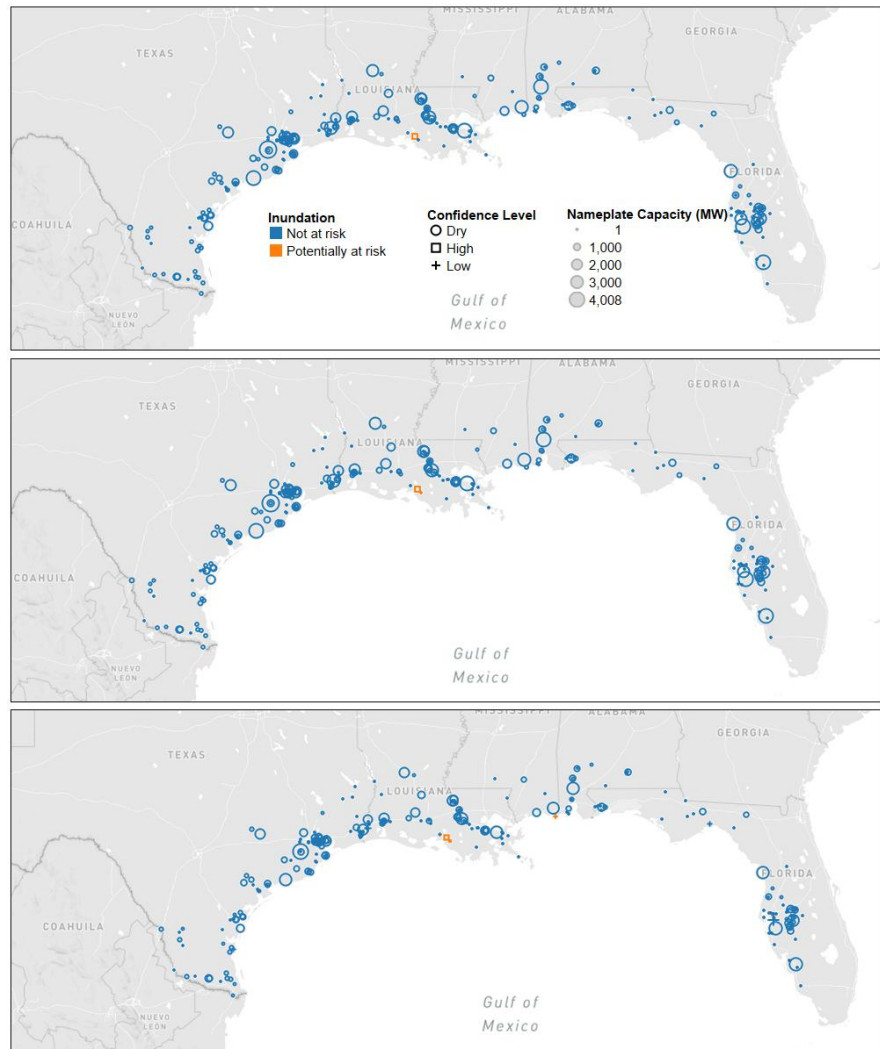 MISSISSIPPI
ALABAMA
GEORGIA
TEXAS
LOUISIANA
FLORIDA
COAHUILA
NUEVO
LEÓN
Inundation
Not at risk
Potentially at risk
Confidence Level
Dry
High
Low
Nameplate Capacity (MW)
1
1,000
2,000
3,000
4,008
Gulf of
Mexico
MISSISSIPPI
ALABAMA
GEORGIA
TEXAS
LOUISIANA
FLORIDA
COAHUILA
NUEVO
LEÓN
Gulf of
Mexico
MISSISSIPPI
ALABAMA
GEORGIA
TEXAS
LOUISIANA
FLORIDA
COAHUILA
NUEVO
LEÓN
Gulf of
Mexico